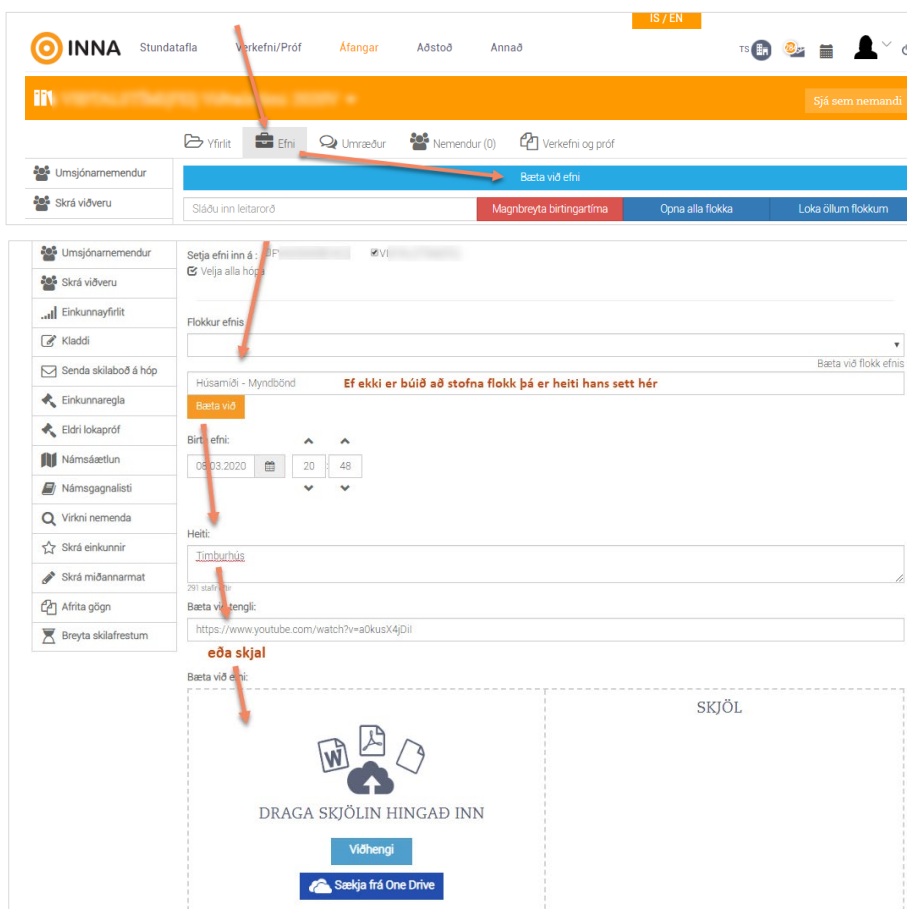 IS / EN
INNA Stundatafla Verkefni/Próf Áfangar Aðstoð Annað TS
Sjá sem nemandi
Yfirlit Efni Umræður Nemendur (0) Verkefni og próf
Umsjónarnemendur
Bæta við efni
Skrá viðveru
Sláðu inn leitarorð Magnbreyta birtingartíma Opna alla flokka Loka öllum flokkum
Umsjónarnemendur
Skrá viðveru
Einkunnayfirlit
Kladdi
Senda skilaboð á hóp
Einkunnaregla
Eldri lokapróf
Námsáætlun
Námsgagnalisti
Virkni nemenda
Skrá einkunnir
Skrá miðannarmat
Afrita gögn
Breyta skilafrestum
Setja efni inn á :
Velja alla hópa
Flokkur efnis
Bæta við flokk efnis
Húsamíði - Myndbönd Ef ekki er búið að stofna flokk þá er heiti hans sett hér
Bæta við
Birta efni:
08.03.2020 20 : 48
Heiti:
Timburhús
291 stafir eftir
Bæta við tengli:
https://www.youtube.com/watch?v=a0kusX4jDiI
eða skjal
Bæta við efni:
SKJÖL
W
DRAGA SKJÖLIN HINGAÐ INN
Viðhengi
Sækja frá One Drive